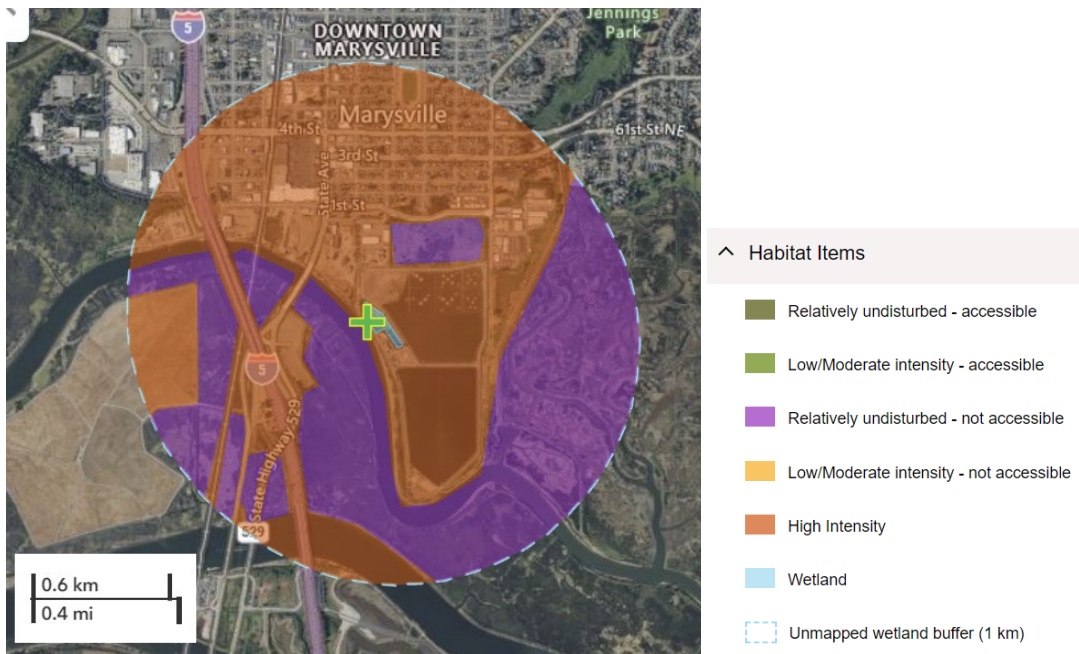 5
DOWNTOWN
MARYSVILLE
Jennings
Park
Marysville
4th St
61st St NE
3rd St
State Ave
1st St
5
State Highway 529
529
0.6 km
0.4 mi
Habitat Items
Relatively undisturbed - accessible
Low/Moderate intensity - accessible
Relatively undisturbed - not accessible
Low/Moderate intensity - not accessible
High Intensity
Wetland
Unmapped wetland buffer (1 km)